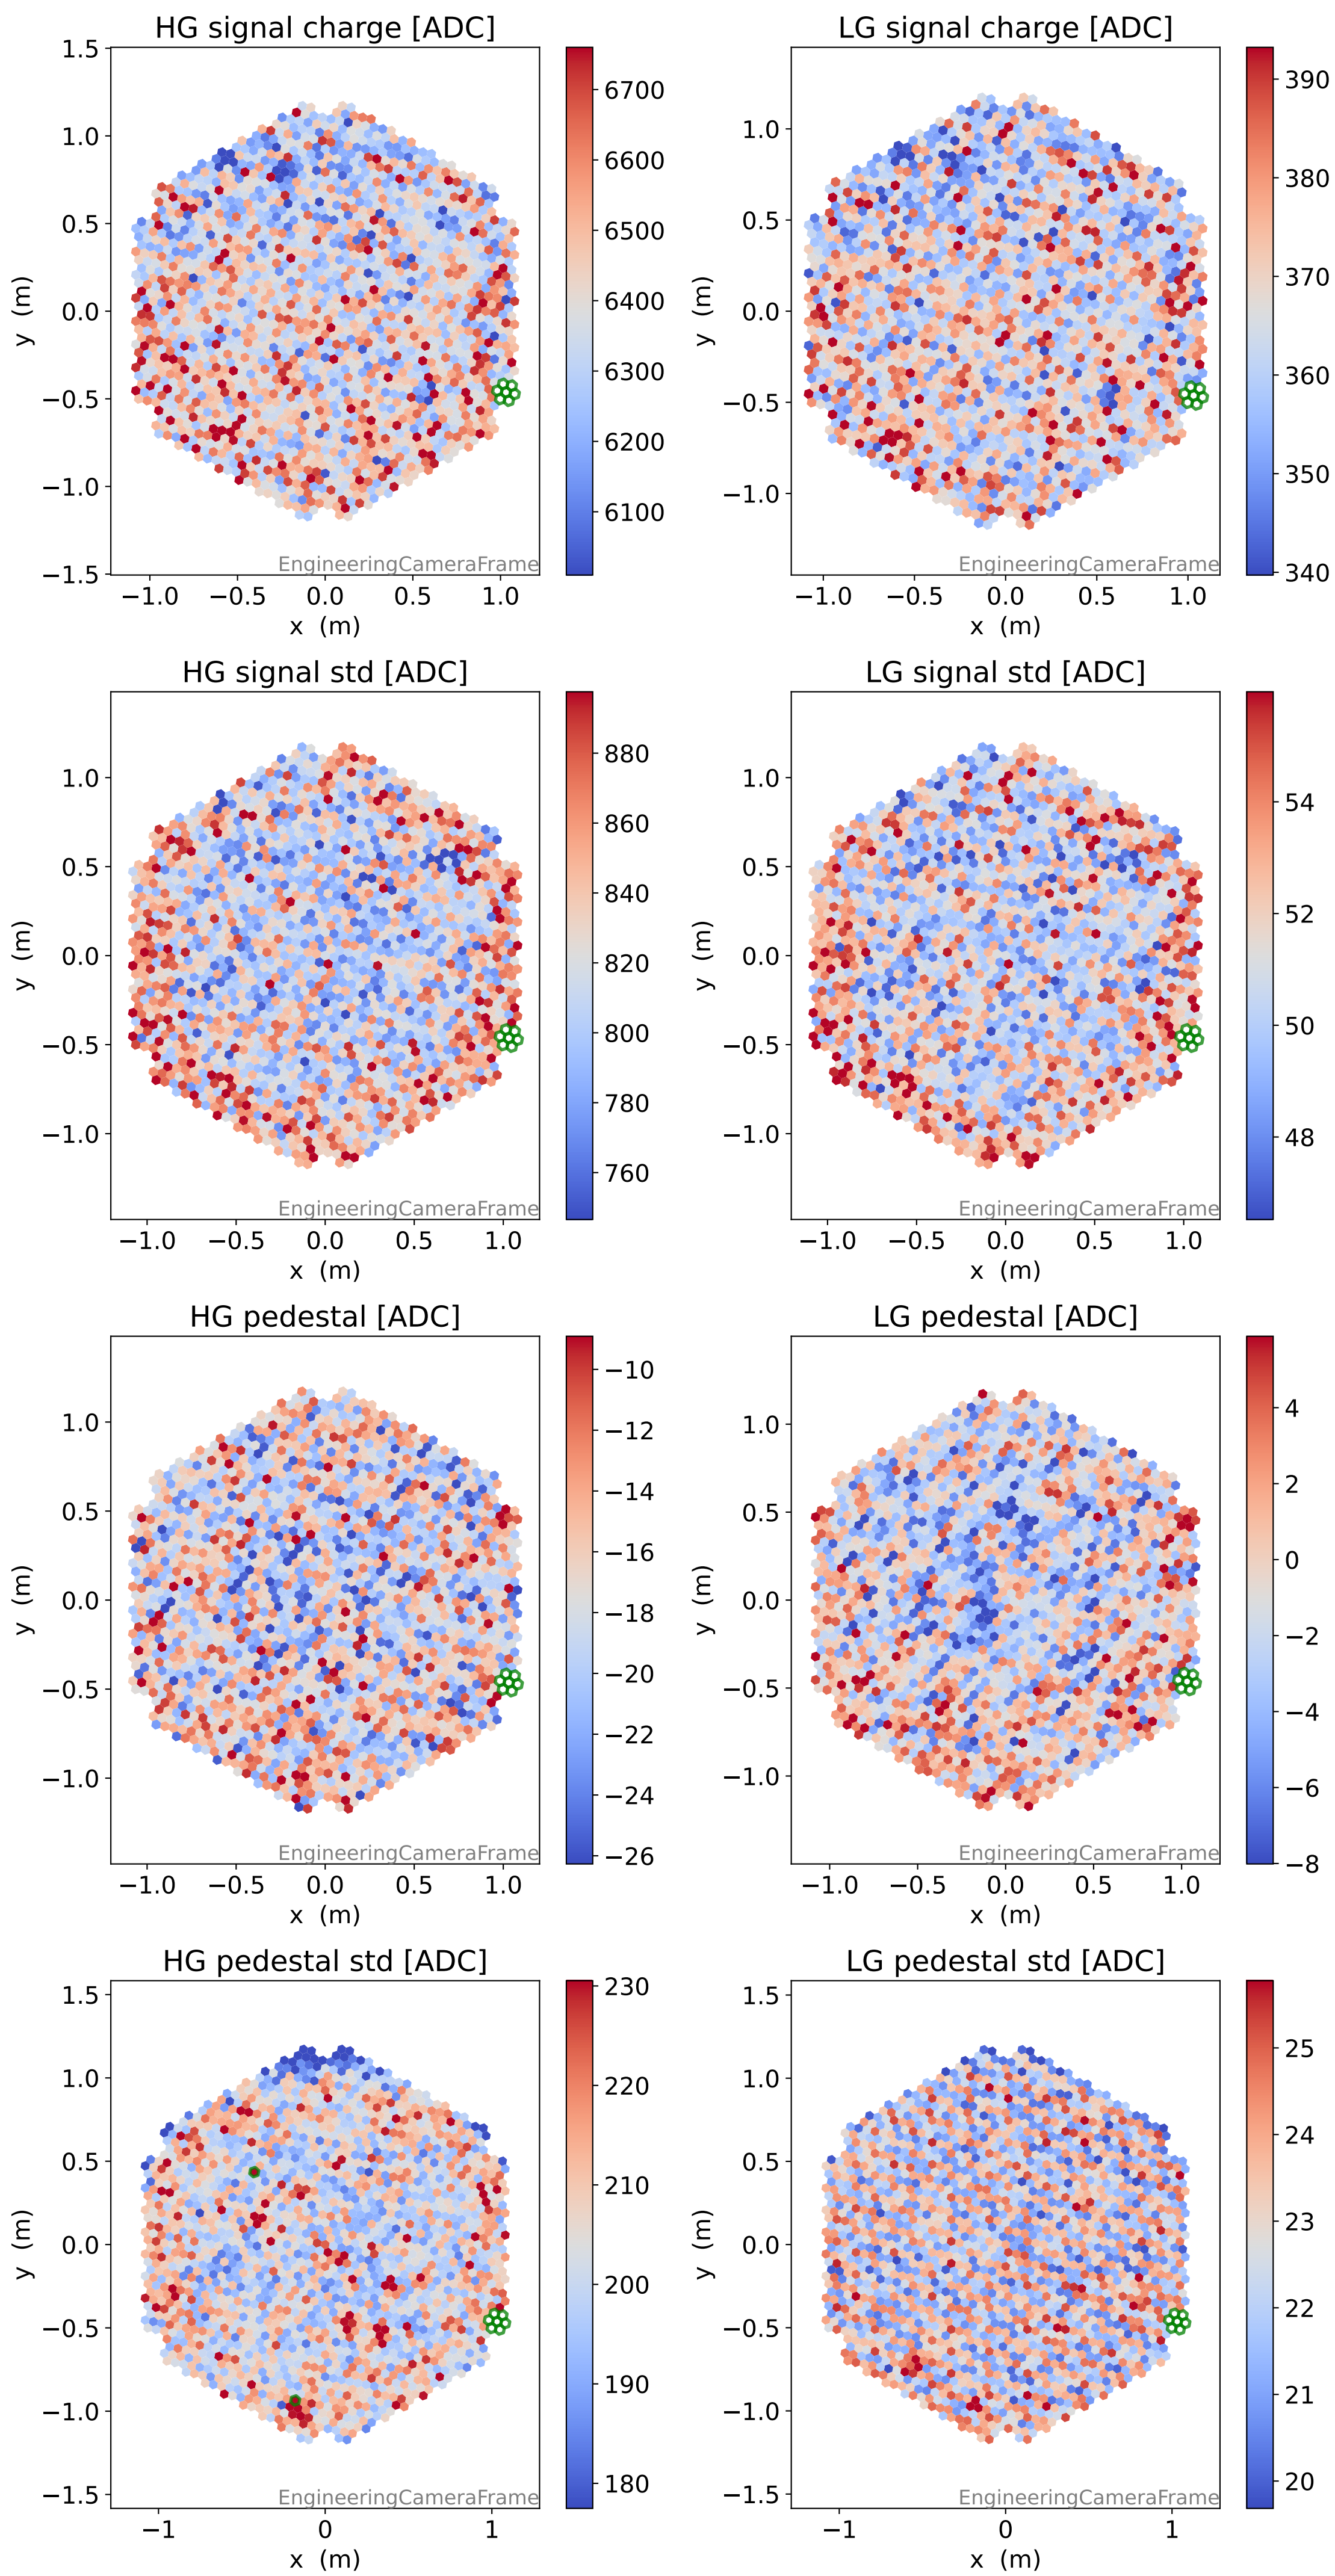 HG signal charge [ADC]
1.5
1.0
0.5
0.0
−0.5
−1.0
−1.5
y (m)
−1.0 −0.5 0.0 0.5 1.0
x (m)
EngineeringCameraFrame
6700
6600
6500
6400
6300
6200
6100
LG signal charge [ADC]
1.0
0.5
0.0
−0.5
−1.0
y (m)
−1.0 −0.5 0.0 0.5 1.0
x (m)
EngineeringCameraFrame
390
380
370
360
350
340
HG signal std [ADC]
1.0
0.5
0.0
−0.5
−1.0
y (m)
−1.0 −0.5 0.0 0.5 1.0
x (m)
EngineeringCameraFrame
880
860
840
820
800
780
760
LG signal std [ADC]
1.0
0.5
0.0
−0.5
−1.0
y (m)
−1.0 −0.5 0.0 0.5 1.0
x (m)
EngineeringCameraFrame
54
52
50
48
HG pedestal [ADC]
1.0
0.5
0.0
−0.5
−1.0
y (m)
−1.0 −0.5 0.0 0.5 1.0
x (m)
EngineeringCameraFrame
−10
−12
−14
−16
−18
−20
−22
−24
−26
LG pedestal [ADC]
1.0
0.5
0.0
−0.5
−1.0
y (m)
−1.0 −0.5 0.0 0.5 1.0
x (m)
EngineeringCameraFrame
4
2
0
−2
−4
−6
−8
HG pedestal std [ADC]
1.5
1.0
0.5
0.0
−0.5
−1.0
−1.5
y (m)
−1 0 1
x (m)
EngineeringCameraFrame
230
220
210
200
190
180
LG pedestal std [ADC]
1.5
1.0
0.5
0.0
−0.5
−1.0
−1.5
y (m)
−1 0 1
x (m)
EngineeringCameraFrame
25
24
23
22
21
20